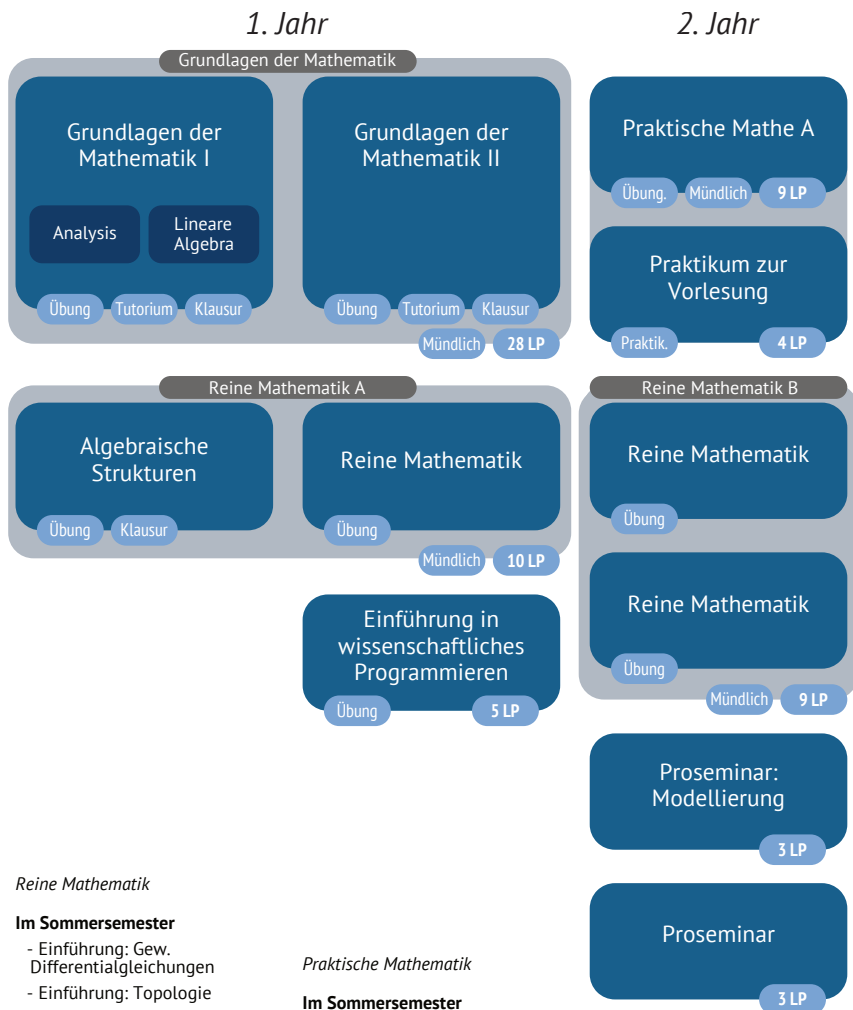 1. Jahr
2. Jahr
Grundlagen der Mathematik
Grundlagen der
Mathematik I
Analysis
Lineare
Algebra
Übung
Tutorium
Klausur
Grundlagen der
Mathematik II
Übung
Tutorium
Klausur
Mündlich
28 LP
Praktische Mathe A
Übung.
Mündlich
9 LP
Praktikum zur
Vorlesung
Praktik.
4 LP
Reine Mathematik A
Algebraische
Strukturen
Übung
Klausur
Reine Mathematik
Übung
Mündlich
10 LP
Reine Mathematik B
Reine Mathematik
Übung
Reine Mathematik
Übung
Mündlich
9 LP
Einführung in
wissenschaftliches
Programmieren
Übung
5 LP
Proseminar:
Modellierung
3 LP
Proseminar
3 LP
Reine Mathematik
Im Sommersemester
- Einführung: Gew.
Differentialgleichungen
- Einführung: Topologie
Praktische Mathematik
Im Sommersemester